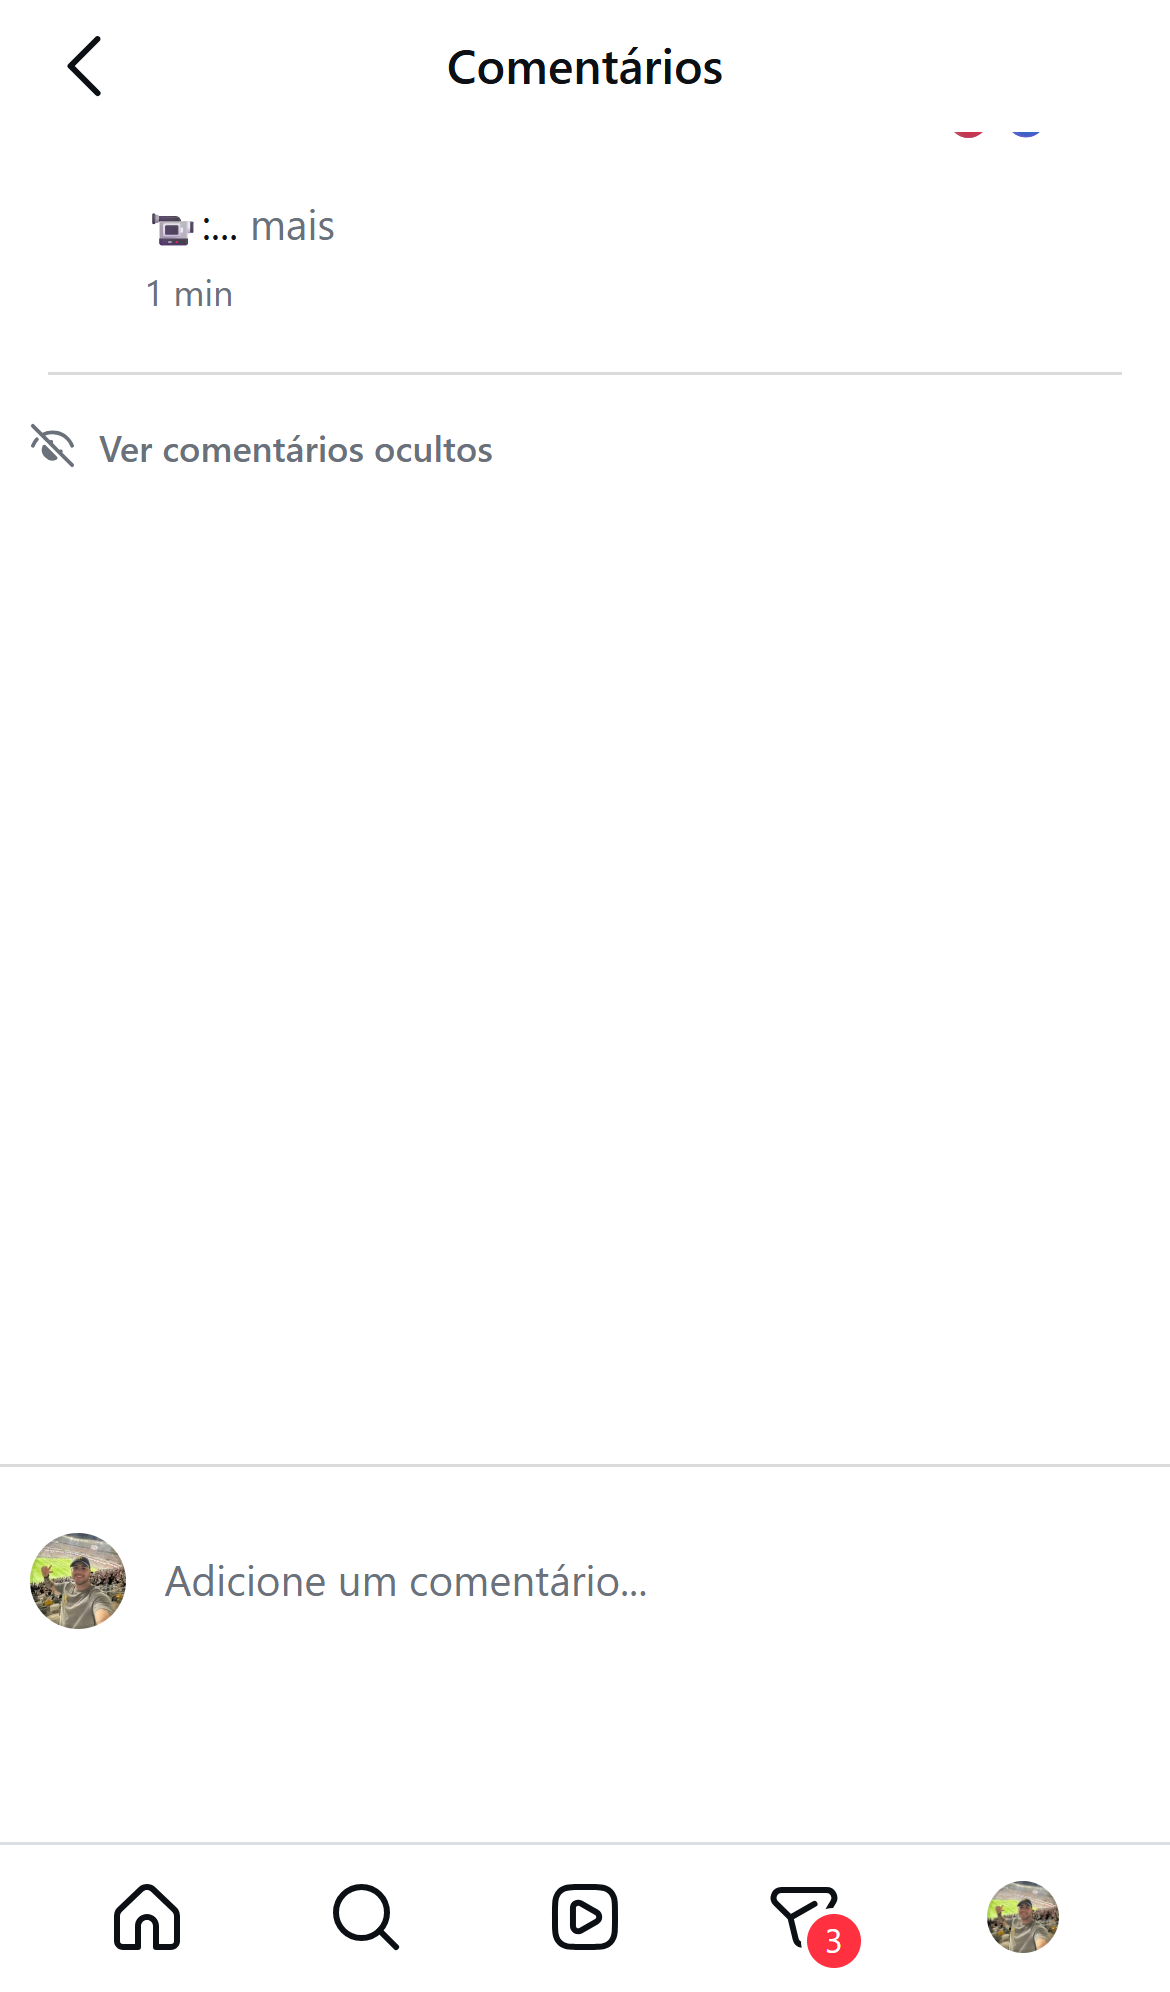 Comentários
🎥:... mais
1 min
Ver comentários ocultos
Adicione um comentário...
3